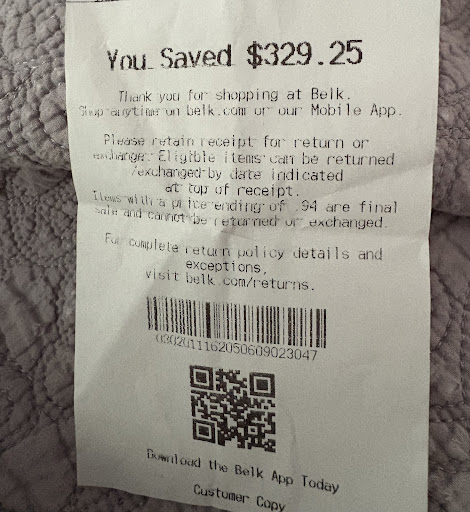 You Saved $329.25
Thank you for shopping at Belk.
Shop anytime on belk.com or our Mobile App.
Please retain receipt for return or
exchange. Eligible items can be returned
/exchanged by date indicated
at top of receipt.
Items with a price ending of .94 are final
sale and cannot be returned or exchanged.
For complete return policy details and
exceptions,
visit belk.com/returns.
03020111620506090​23047
Download the Belk App Today
Customer Copy